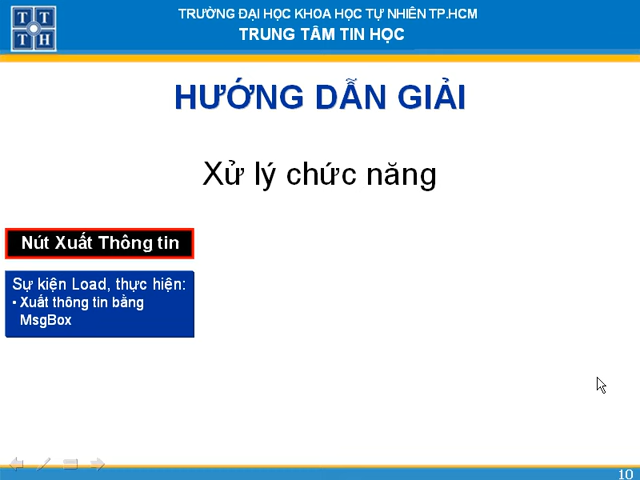 TRƯỜNG ĐẠI HỌC KHOA HỌC TỰ NHIÊN TP.HCM
TRUNG TÂM TIN HỌC
T T
T H
HƯỚNG DẪN GIẢI
Xử lý chức năng
Nút Xuất Thông tin
Sự kiện Load, thực hiện:
• Xuất thông tin bằng
MsgBox
10